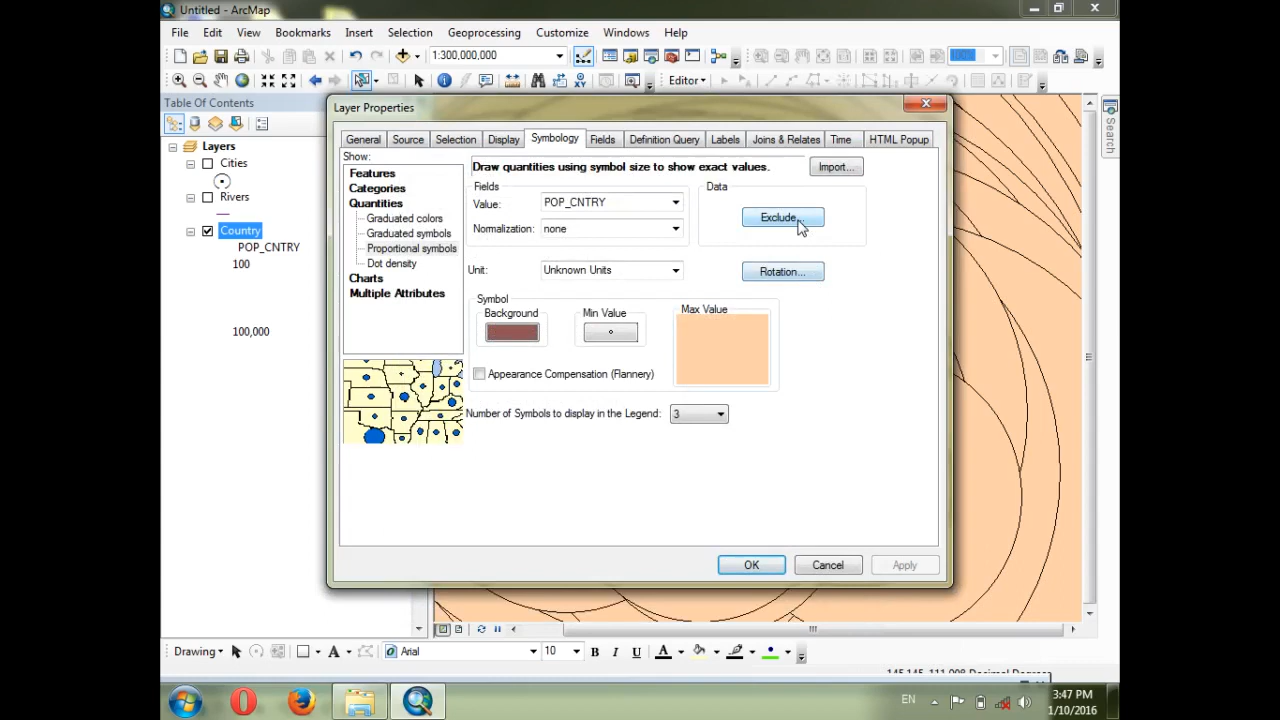 Untitled - ArcMap
File Edit View Bookmarks Insert Selection Geoprocessing Customize Windows Help
1:300,000,000
100%
Editor
Table Of Contents
Layers
Cities
Rivers
Country
POP_CNTRY
100
100,000
Layer Properties
General Source Selection Display Symbology Fields Definition Query Labels Joins & Relates Time HTML Popup
Show:
Features
Categories
Quantities
Graduated colors
Graduated symbols
Proportional symbols
Dot density
Charts
Multiple Attributes
Draw quantities using symbol size to show exact values.
Import...
Fields
Value: POP_CNTRY
Normalization: none
Data
Exclude...
Unit: Unknown Units
Rotation...
Symbol
Background
Min Value
Max Value
Appearance Compensation (Flannery)
Number of Symbols to display in the Legend: 3
OK Cancel Apply
Search
Drawing
Arial
10
B I U A
EN
3:47 PM
1/10/2016